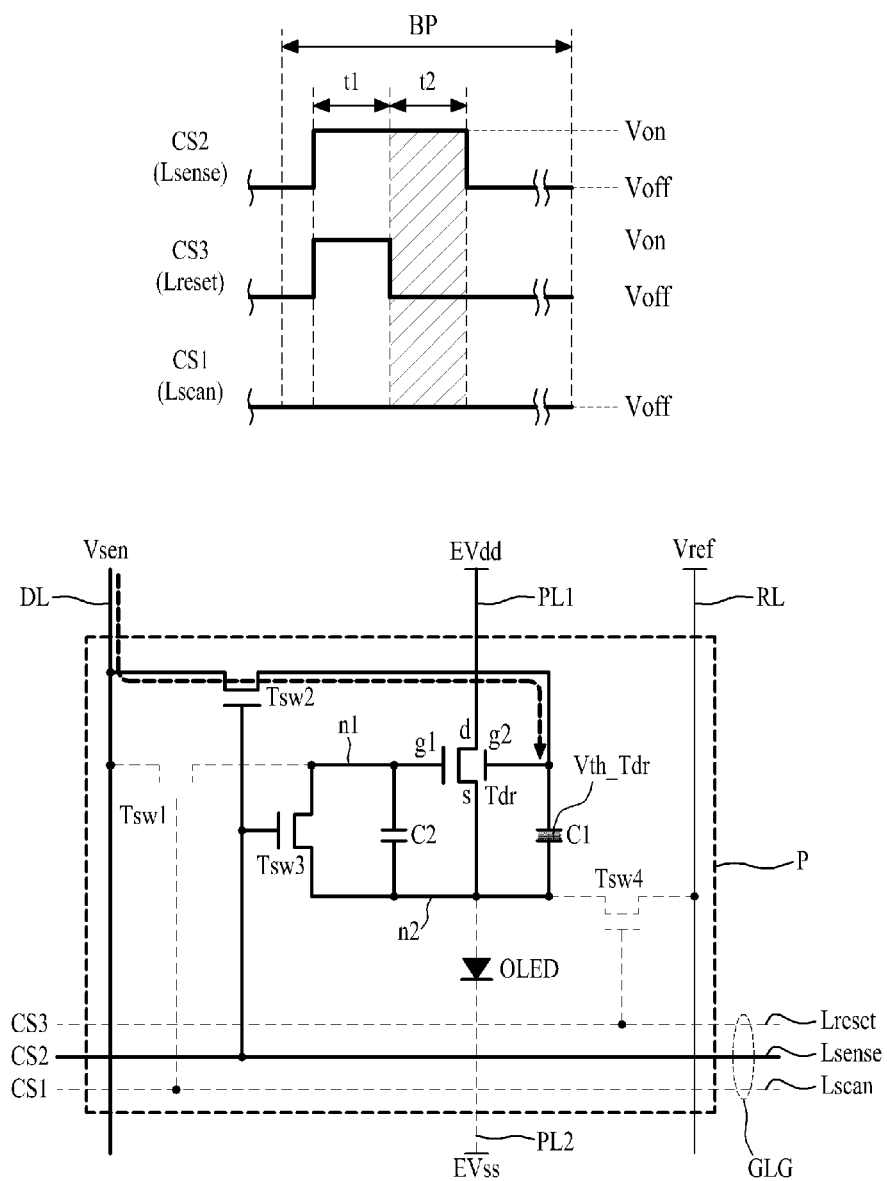 BP
t1 t2
CS2
(Lsense)
Von
Voff
CS3
(Lreset)
Von
Voff
CS1
(Lscan)
Voff
Vsen EVdd Vref
DL PL1 RL
Tsw2
n1 g1 d g2
Vth_Tdr
s Tdr
Tsw1
C2 C1
Tsw3 Tsw4 P
n2
OLED
CS3 Lreset
CS2 Lsense
CS1 Lscan
PL2
EVss GLG